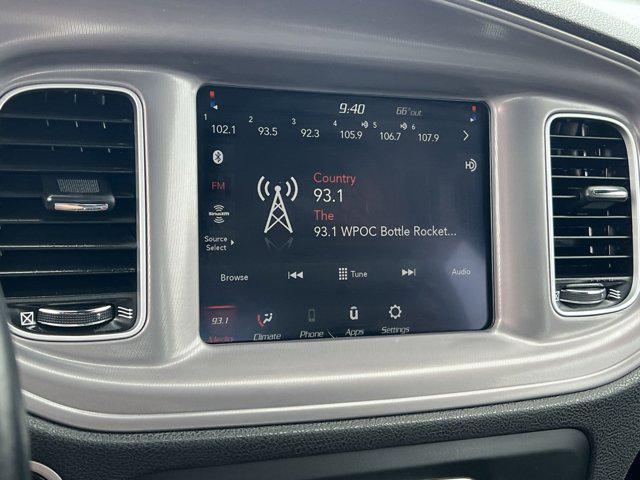 9:40 66°out
1 2 3 4 5 6
102.1 93.5 92.3 105.9 106.7 107.9
Country
FM
93.1
The
SiriusXM
93.1 WPOC Bottle Rocket...
Source
Select
Browse Tune Audio
93.1
Media Climate Phone Apps Settings